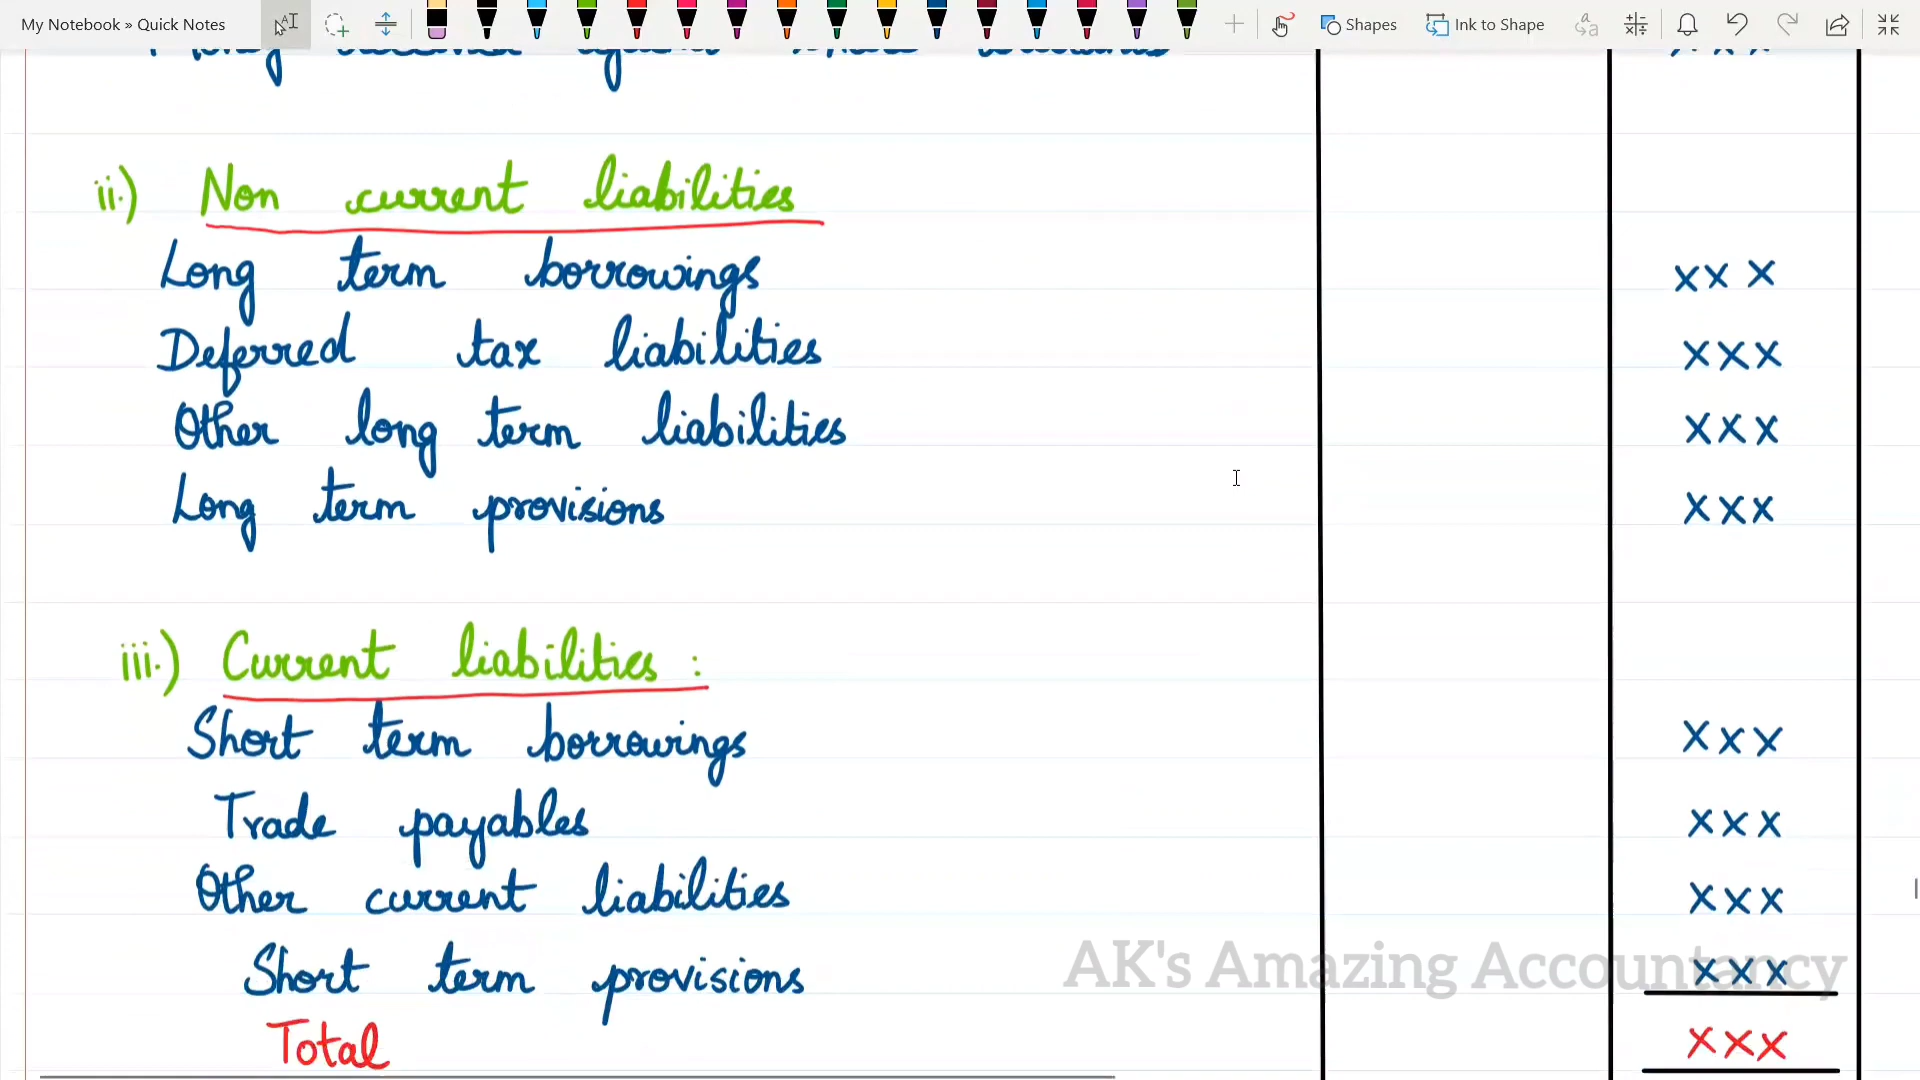 My Notebook » Quick Notes
Shapes
Ink to Shape
ii.) Non current liabilities
Long term borrowings xxx
Deferred tax liabilities xxx
Other long term liabilities xxx
Long term provisions xxx
iii.) Current liabilities :
Short term borrowings xxx
Trade payables xxx
Other current liabilities xxx
Short term provisions xxx
AK's Amazing Accountancy
Total xxx